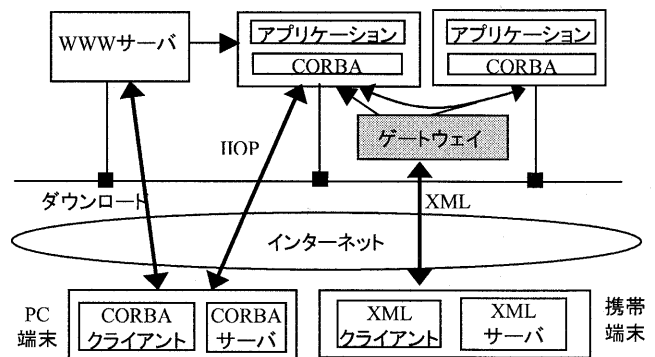 WWWサーバ
アプリケーション
CORBA
アプリケーション
CORBA
ゲートウェイ
IIOP
ダウンロード
XML
インターネット
PC
端末
CORBA
クライアント
CORBA
サーバ
XML
クライアント
XML
サーバ
携帯
端末